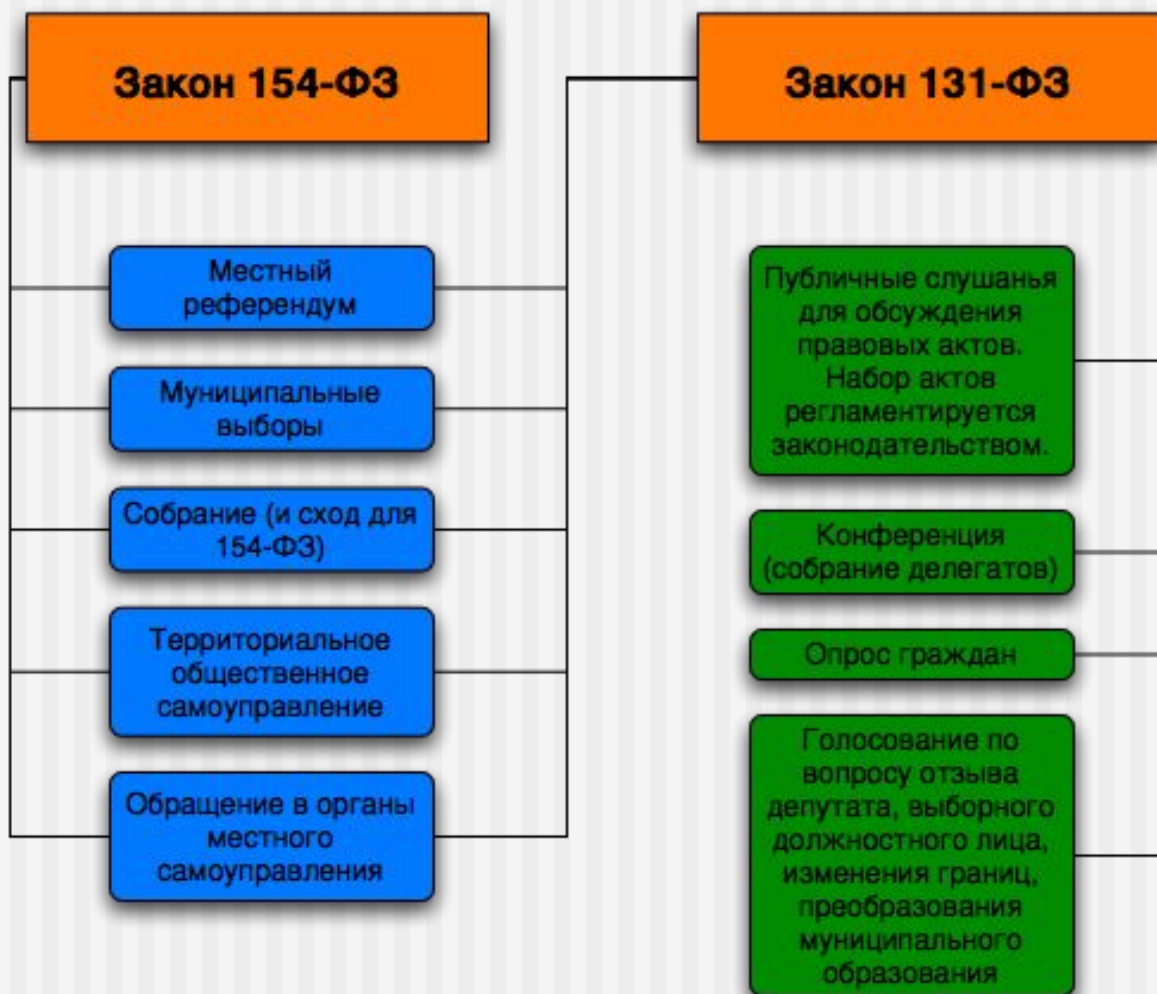 Закон 154-ФЗ
Закон 131-ФЗ
Местный
референдум
Муниципальные
выборы
Собрание (и сход для
154-ФЗ)
Территориальное
общественное
самоуправление
Обращение в органы
местного
самоуправления
Публичные слушанья
для обсуждения
правовых актов.
Набор актов
регламентируется
законодательством.
Конференция
(собрание делегатов)
Опрос граждан
Голосование по
вопросу отзыва
депутата, выборного
должностного лица,
изменения границ,
преобразования
муниципального
образования